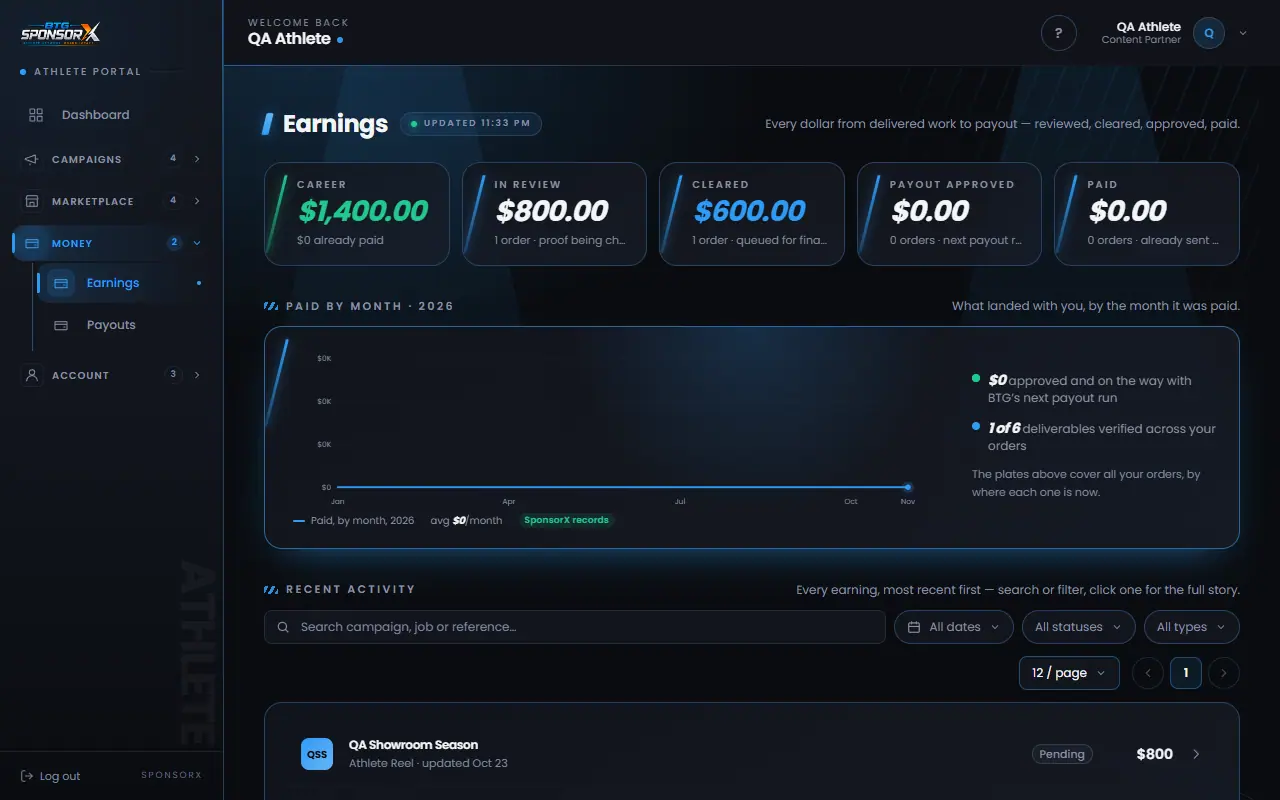 BTG
SPONSORX
ATHLETE PORTAL
Dashboard
CAMPAIGNS 4
MARKETPLACE 4
MONEY 2
Earnings
Payouts
ACCOUNT 3
ATHLETE
Log out
SPONSORX
WELCOME BACK
QA Athlete
?
QA Athlete
Content Partner
Q
Earnings
UPDATED 11:33 PM
Every dollar from delivered work to payout — reviewed, cleared, approved, paid.
CAREER
$1,400.00
$0 already paid
IN REVIEW
$800.00
1 order · proof being ch...
CLEARED
$600.00
1 order · queued for fina...
PAYOUT APPROVED
$0.00
0 orders · next payout r...
PAID
$0.00
0 orders · already sent ...
PAID BY MONTH · 2026
What landed with you, by the month it was paid.
$0K
$0K
$0K
$0
Jan Apr Jul Oct Nov
Paid, by month, 2026 avg $0/month SponsorX records
$0 approved and on the way with
BTG's next payout run
1 of 6 deliverables verified across your
orders
The plates above cover all your orders, by
where each one is now.
RECENT ACTIVITY
Every earning, most recent first — search or filter, click one for the full story.
Search campaign, job or reference...
All dates
All statuses
All types
12 / page
1
QSS
QA Showroom Season
Athlete Reel · updated Oct 23
Pending
$800